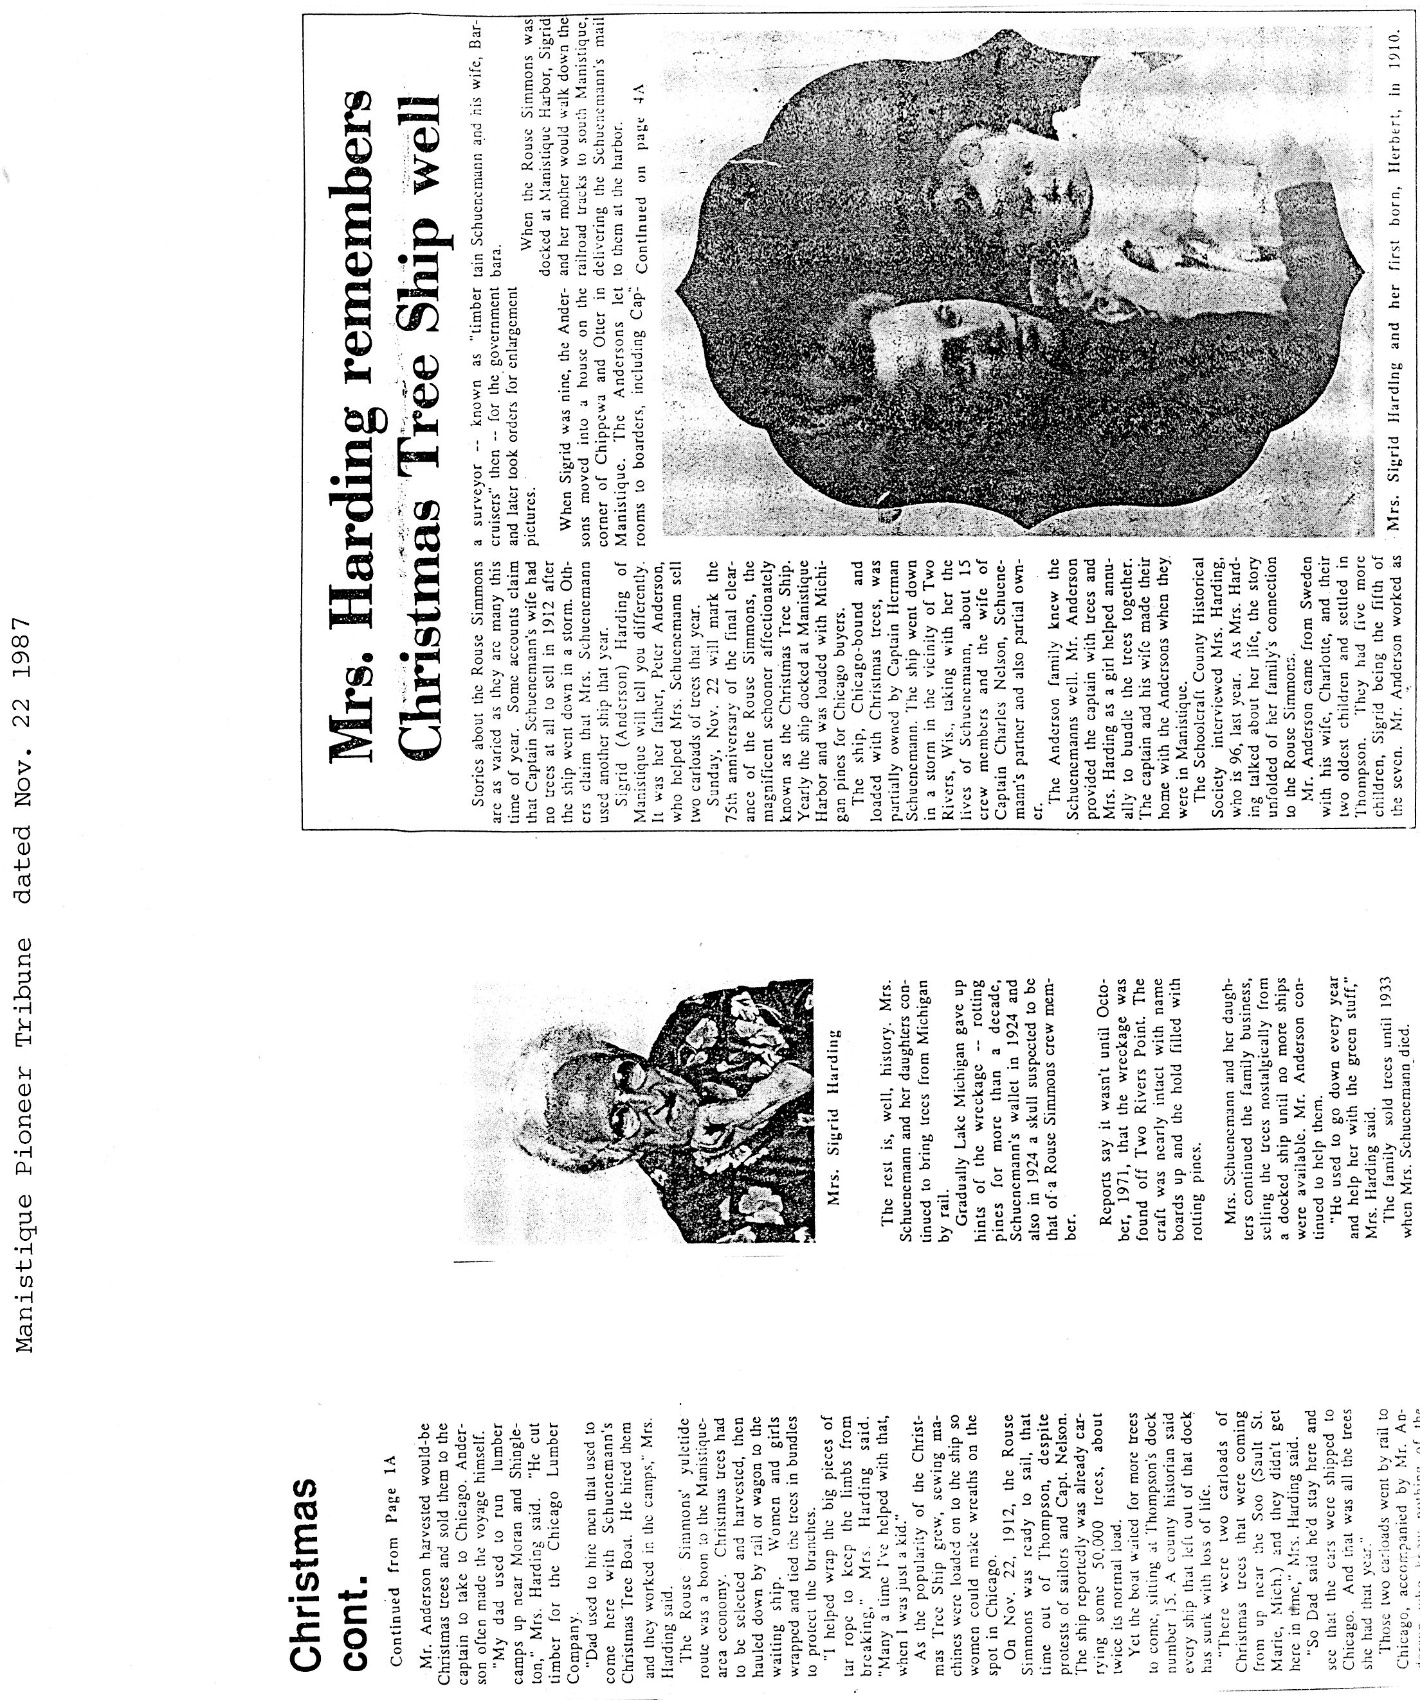 Manistique Pioneer Tribune dated Nov. 22 1987
Mrs. Harding remembers
Christmas Tree Ship well
Stories about the Rouse Simmons
are as varied as they are many this
time of year. Some accounts claim
that Captain Schuenemann's wife had
no trees at all to sell in 1912 after
the ship went down in a storm. Oth-
ers claim that Mrs. Schuenemann
used another ship that year.
Sigrid (Anderson) Harding of
Manistique will tell you differently.
It was her father, Peter Anderson,
who helped Mrs. Schuenemann sell
two carloads of trees that year.
Sunday, Nov. 22 will mark the
75th anniversary of the final clear-
ance of the Rouse Simmons, the
magnificent schooner affectionately
known as the Christmas Tree Ship.
Yearly the ship docked at Manistique
Harbor and was loaded with Michi-
gan pines for Chicago buyers.
The ship, Chicago-bound and
loaded with Christmas trees, was
partially owned by Captain Herman
Schuenemann. The ship went down
in a storm in the vicinity of Two
Rivers, Wis., taking with her the
lives of Schuenemann, about 15
crew members and the wife of
Captain Charles Nelson, Schuene-
mann's partner and also partial own-
er.
The Anderson family knew the
Schuenemanns well. Mr. Anderson
provided the captain with trees and
Mrs. Harding as a girl helped annu-
ally to bundle the trees together.
The captain and his wife made their
home with the Andersons when they
were in Manistique.
The Schoolcraft County Historical
Society interviewed Mrs. Harding,
who is 96, last year. As Mrs. Hard-
ing talked about her life, the story
unfolded of her family's connection
to the Rouse Simmons.
Mr. Anderson came from Sweden
with his wife, Charlotte, and their
two oldest children and settled in
Thompson. They had five more
children, Sigrid being the fifth of
the seven. Mr. Anderson worked as
a surveyor -- known as "timber
cruisers" then -- for the government
and later took orders for enlargement
pictures.
When Sigrid was nine, the Ander-
sons moved into a house on the
corner of Chippewa and Otter in
Manistique. The Andersons let
rooms to boarders, including Cap-
tain Schuenemann and his wife, Bar-
bara.
When the Rouse Simmons was
docked at Manistique Harbor, Sigrid
and her mother would walk down the
railroad tracks to south Manistique,
delivering the Schuenemann's mail
to them at the harbor.
Continued on page 4A
Mrs. Sigrid Harding and her first born, Herbert, in 1910.
Christmas
cont.
Continued from Page 1A
Mr. Anderson harvested would-be
Christmas trees and sold them to the
captain to take to Chicago. Ander-
son often made the voyage himself.
"My dad used to run lumber
camps up near Moran and Shingle-
ton," Mrs. Harding said. "He cut
timber for the Chicago Lumber
Company.
"Dad used to hire men that used to
come here with Schuenemann's
Christmas Tree Boat. He hired them
and they worked in the camps," Mrs.
Harding said.
The Rouse Simmons' yuletide
route was a boon to the Manistique-
area economy. Christmas trees had
to be selected and harvested, then
hauled down by rail or wagon to the
waiting ship. Women and girls
wrapped and tied the trees in bundles
to protect the branches.
"I helped wrap the big pieces of
tar rope to keep the limbs from
breaking," Mrs. Harding said.
"Many a time I've helped with that,
when I was just a kid."
As the popularity of the Christ-
mas Tree Ship grew, sewing ma-
chines were loaded on to the ship so
women could make wreaths on the
spot in Chicago.
On Nov. 22, 1912, the Rouse
Simmons was ready to sail, that
time out of Thompson, despite
protests of sailors and Capt. Nelson.
The ship reportedly was already car-
rying some 50,000 trees, about
twice its normal load.
Yet the boat waited for more trees
to come, sitting at Thompson's dock
number 15. A county historian said
every ship that left out of that dock
has sunk with loss of life.
"There were two carloads of
Christmas trees that were coming
from up near the Soo (Sault St.
Marie, Mich.) and they didn't get
here in time," Mrs. Harding said.
"So Dad said he'd stay here and
see that the cars were shipped to
Chicago. And that was all the trees
she had that year."
Those two carloads went by rail to
Chicago, accompanied by Mr. An-
Mrs. Sigrid Harding
The rest is, well, history. Mrs.
Schuenemann and her daughters con-
tinued to bring trees from Michigan
by rail.
Gradually Lake Michigan gave up
hints of the wreckage -- rotting
pines for more than a decade,
Schuenemann's wallet in 1924 and
also in 1924 a skull suspected to be
that of a Rouse Simmous crew mem-
ber.
Reports say it wasn't until Octo-
ber, 1971, that the wreckage was
found off Two Rivers Point. The
craft was nearly intact with name
boards up and the hold filled with
rotting pines.
Mrs. Schuenemann and her daugh-
ters continued the family business,
selling the trees nostalgically from
a docked ship until no more ships
were available. Mr. Anderson con-
tinued to help them.
"He used to go down every year
and help her with the green stuff,"
Mrs. Harding said.
The family sold trees until 1933
when Mrs. Schuenemann died.